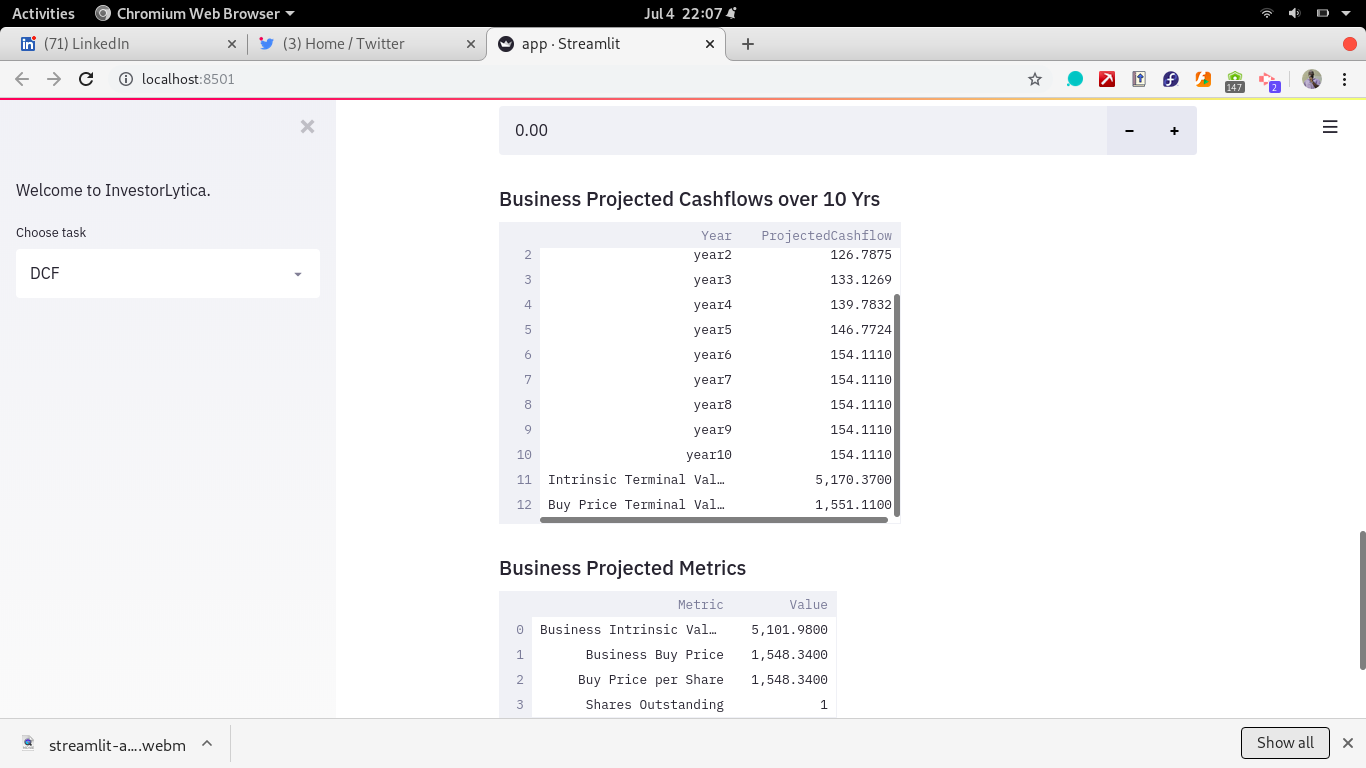 Activities Chromium Web Browser Jul 4 22:07
(71) LinkedIn (3) Home / Twitter app · Streamlit
localhost:8501 147 2
0.00 − +
Welcome to InvestorLytica.
Choose task
DCF
Business Projected Cashflows over 10 Yrs
Year ProjectedCashflow
2 year2 126.7875
3 year3 133.1269
4 year4 139.7832
5 year5 146.7724
6 year6 154.1110
7 year7 154.1110
8 year8 154.1110
9 year9 154.1110
10 year10 154.1110
11 Intrinsic Terminal Val… 5,170.3700
12 Buy Price Terminal Val… 1,551.1100
Business Projected Metrics
Metric Value
0 Business Intrinsic Val… 5,101.9800
1 Business Buy Price 1,548.3400
2 Buy Price per Share 1,548.3400
3 Shares Outstanding 1
streamlit-a....webm Show all